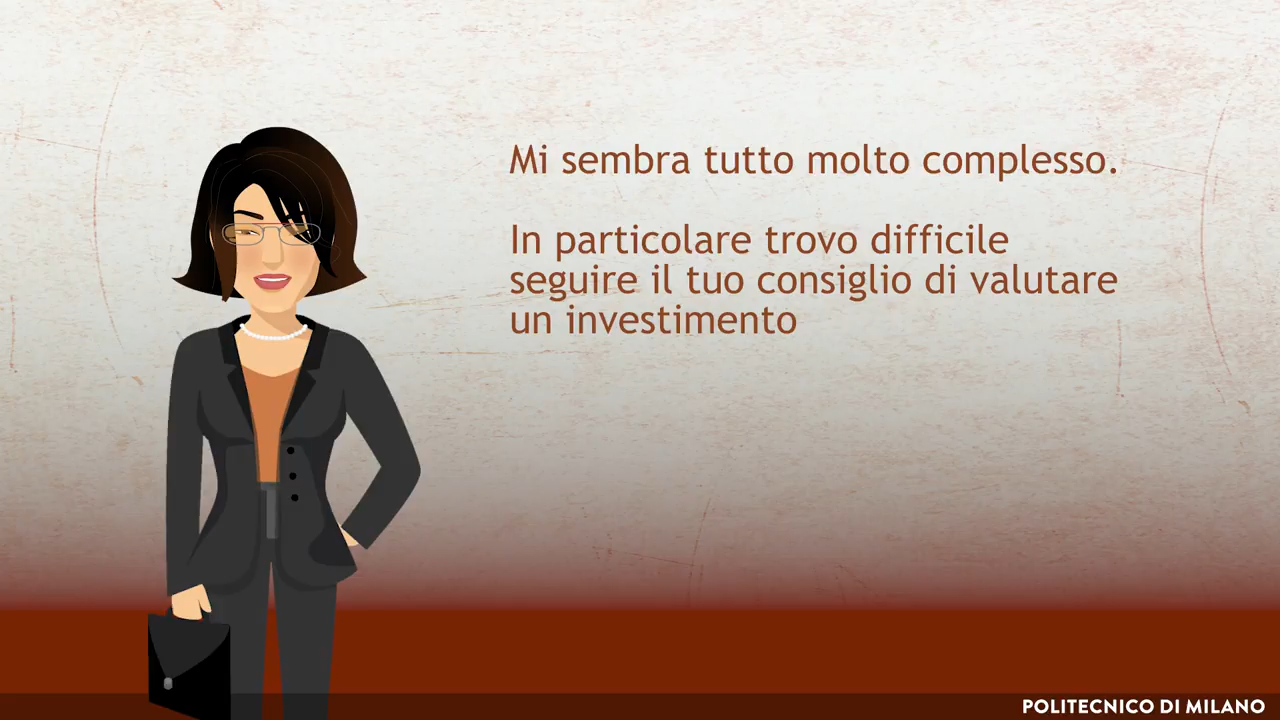 Mi sembra tutto molto complesso.
In particolare trovo difficile
seguire il tuo consiglio di valutare
un investimento
POLITECNICO DI MILANO